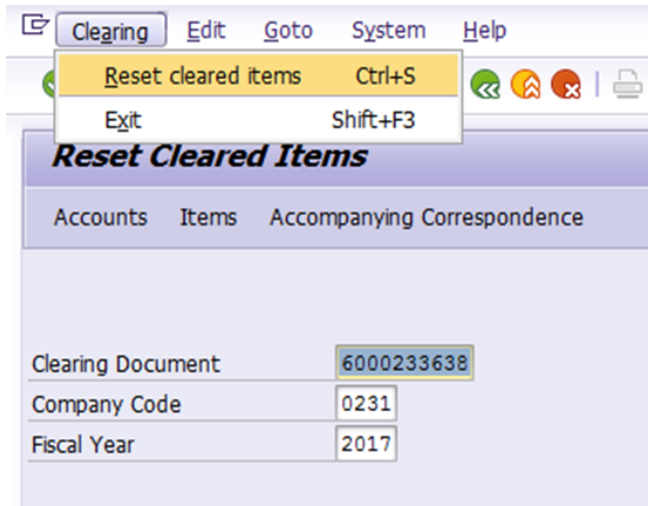 Clearing Edit Goto System Help
Reset cleared items Ctrl+S
Exit Shift+F3
Reset Cleared Items
Accounts Items Accompanying Correspondence
Clearing Document 6000233638
Company Code 0231
Fiscal Year 2017